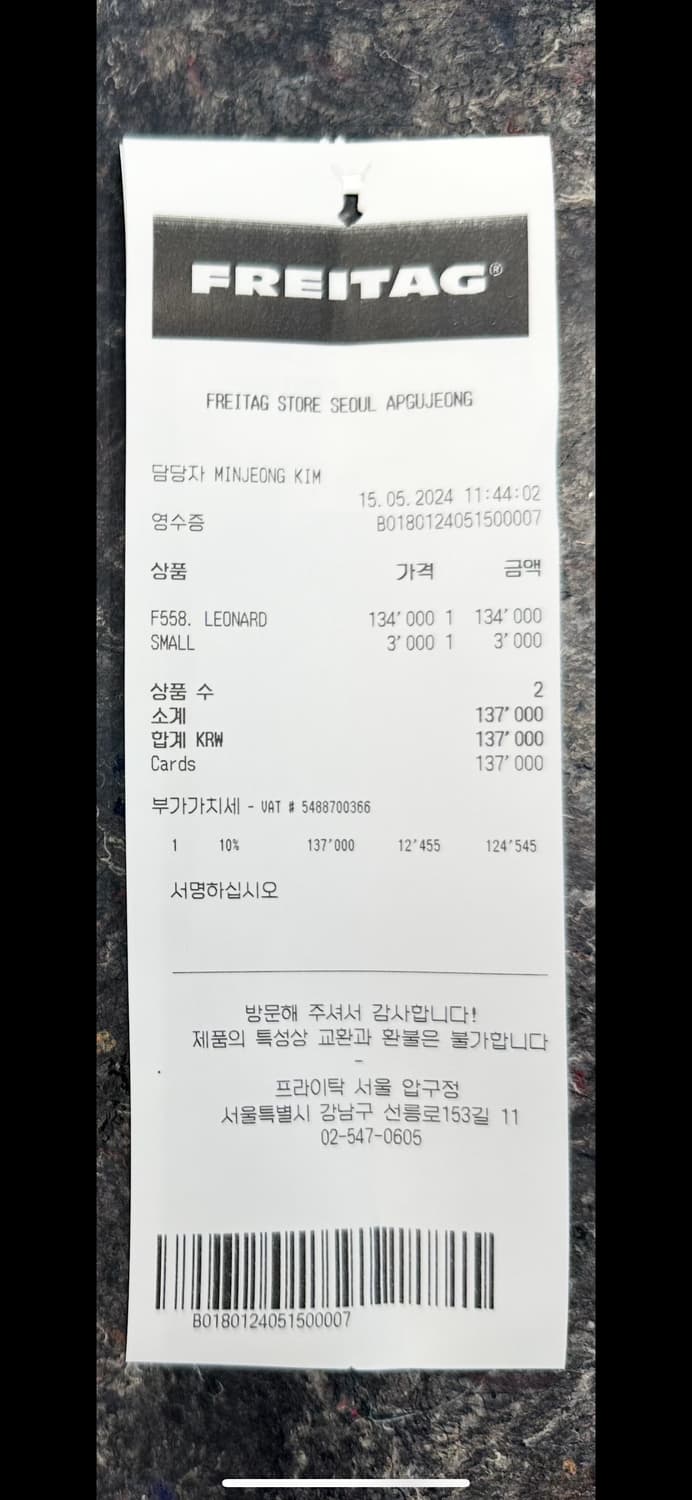 FREITAG®
FREITAG STORE SEOUL APGUJEONG
담당자 MINJEONG KIM
15.05.2024 11:44:02
영수증 B0180124051500007
상품 가격 금액
F558. LEONARD 134'000 1 134'000
SMALL 3'000 1 3'000
상품 수 2
소계 137'000
합계 KRW 137'000
Cards 137'000
부가가치세 - VAT # 5488700366
1 10% 137'000 12'455 124'545
서명하십시오
방문해 주셔서 감사합니다!
제품의 특성상 교환과 환불은 불가합니다
-
프라이탁 서울 압구정
서울특별시 강남구 선릉로153길 11
02-547-0605
B0180124051500007